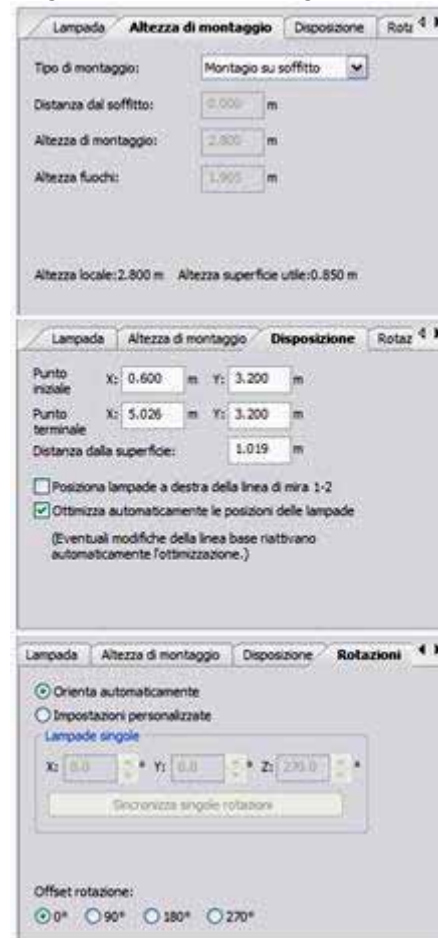 Lampada Altezza di montaggio Disposizione Rota
Tipo di montaggio: Montagio su soffitto
Distanza dal soffitto: 0.000 m
Altezza di montaggio: 2.800 m
Altezza fuochi: 1.905 m
Altezza locale:2.800 m Altezza superficie utile:0.850 m
Lampada Altezza di montaggio Disposizione Rotaz
Punto iniziale X: 0.600 m Y: 3.200 m
Punto terminale X: 5.026 m Y: 3.200 m
Distanza dalla superficie: 1.019 m
Posiziona lampade a destra della linea di mira 1-2
Ottimizza automaticamente le posizioni delle lampade
(Eventuali modifiche della linea base riattivano
automaticamente l'ottimizzazione.)
Lampada Altezza di montaggio Disposizione Rotazioni
Orienta automaticamente
Impostazioni personalizzate
Lampade singole
X: 0.0 ° Y: 0.0 ° Z: 270.0 °
Sincronizza singole rotazioni
Offset rotazione:
0° 90° 180° 270°